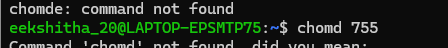 chomde: command not found
eekshitha_20@LAPTOP-EPSMTP75:~$ chomd 755
Command 'chomd' not found, did you mean: